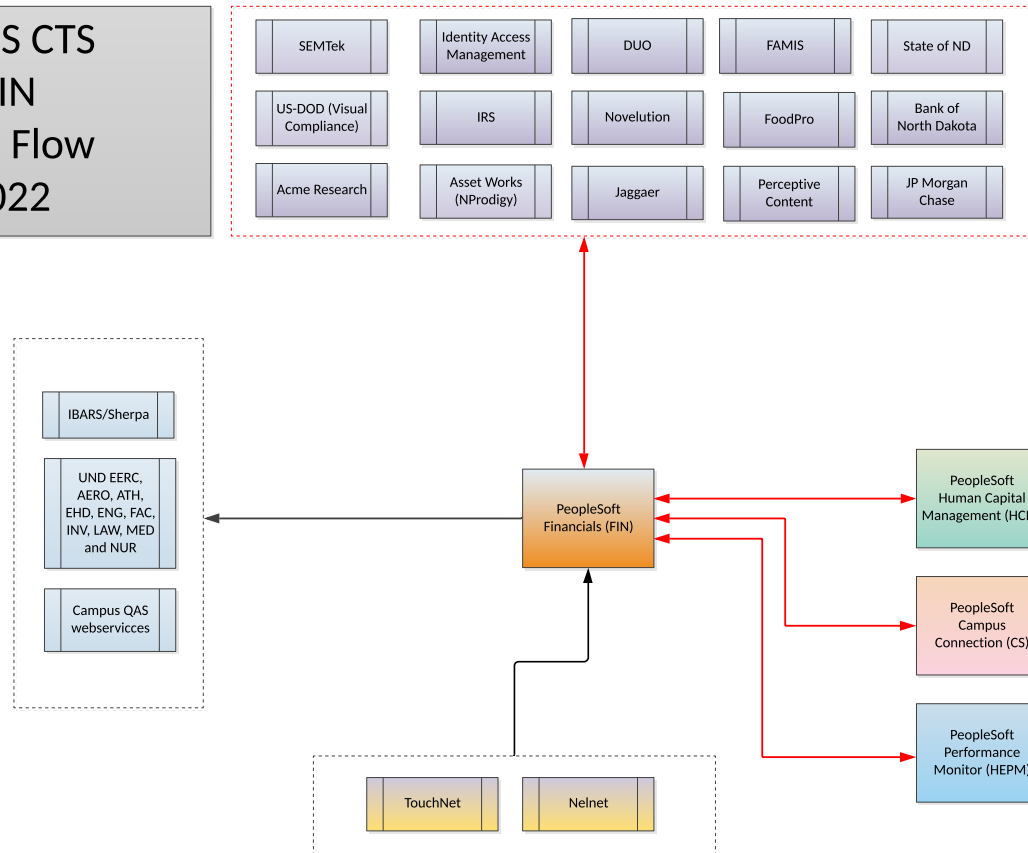 S CTS
IN
Flow
022
SEMTek
Identity Access
Management
DUO
FAMIS
State of ND
US-DOD (Visual
Compliance)
IRS
Novelution
FoodPro
Bank of
North Dakota
Acme Research
Asset Works
(NProdigy)
Jaggaer
Perceptive
Content
JP Morgan
Chase
IBARS/Sherpa
UND EERC,
AERO, ATH,
EHD, ENG, FAC,
INV, LAW, MED
and NUR
Campus QAS
webservicces
PeopleSoft
Financials (FIN)
PeopleSoft
Human Capital
Management (HC
PeopleSoft
Campus
Connection (CS)
PeopleSoft
Performance
Monitor (HEPM)
TouchNet
Nelnet